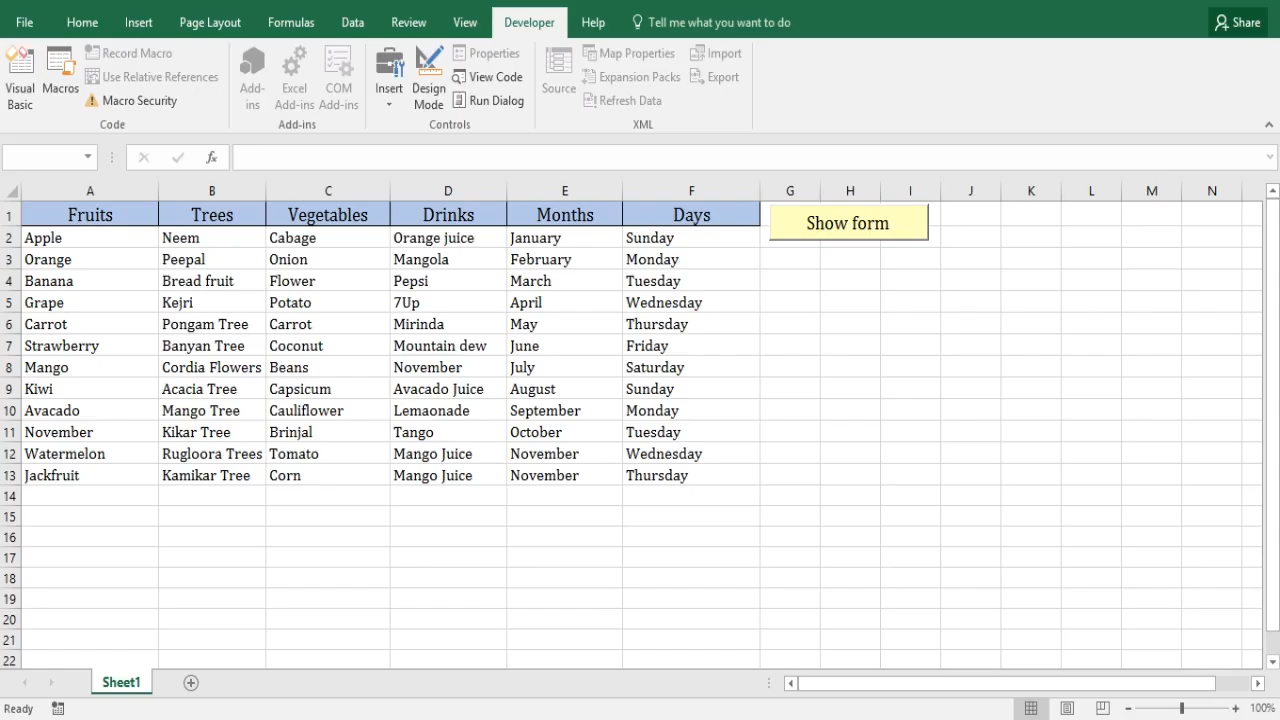 File Home Insert Page Layout Formulas Data Review View Developer Help Tell me what you want to do Share
Visual Basic
Macros
Record Macro
Use Relative References
Macro Security
Code
Add-ins
Excel Add-ins
COM Add-ins
Add-ins
Insert
Design Mode
Properties
View Code
Run Dialog
Controls
Source
Map Properties
Expansion Packs
Refresh Data
Import
Export
XML
fx
A B C D E F G H I J K L M N
1 Fruits Trees Vegetables Drinks Months Days Show form
2 Apple Neem Cabage Orange juice January Sunday
3 Orange Peepal Onion Mangola February Monday
4 Banana Bread fruit Flower Pepsi March Tuesday
5 Grape Kejri Potato 7Up April Wednesday
6 Carrot Pongam Tree Carrot Mirinda May Thursday
7 Strawberry Banyan Tree Coconut Mountain dew June Friday
8 Mango Cordia Flowers Beans November July Saturday
9 Kiwi Acacia Tree Capsicum Avacado Juice August Sunday
10 Avacado Mango Tree Cauliflower Lemaonade September Monday
11 November Kikar Tree Brinjal Tango October Tuesday
12 Watermelon Rugloora Trees Tomato Mango Juice November Wednesday
13 Jackfruit Kamikar Tree Corn Mango Juice November Thursday
14
15
16
17
18
19
20
21
22
Sheet1
Ready 100%